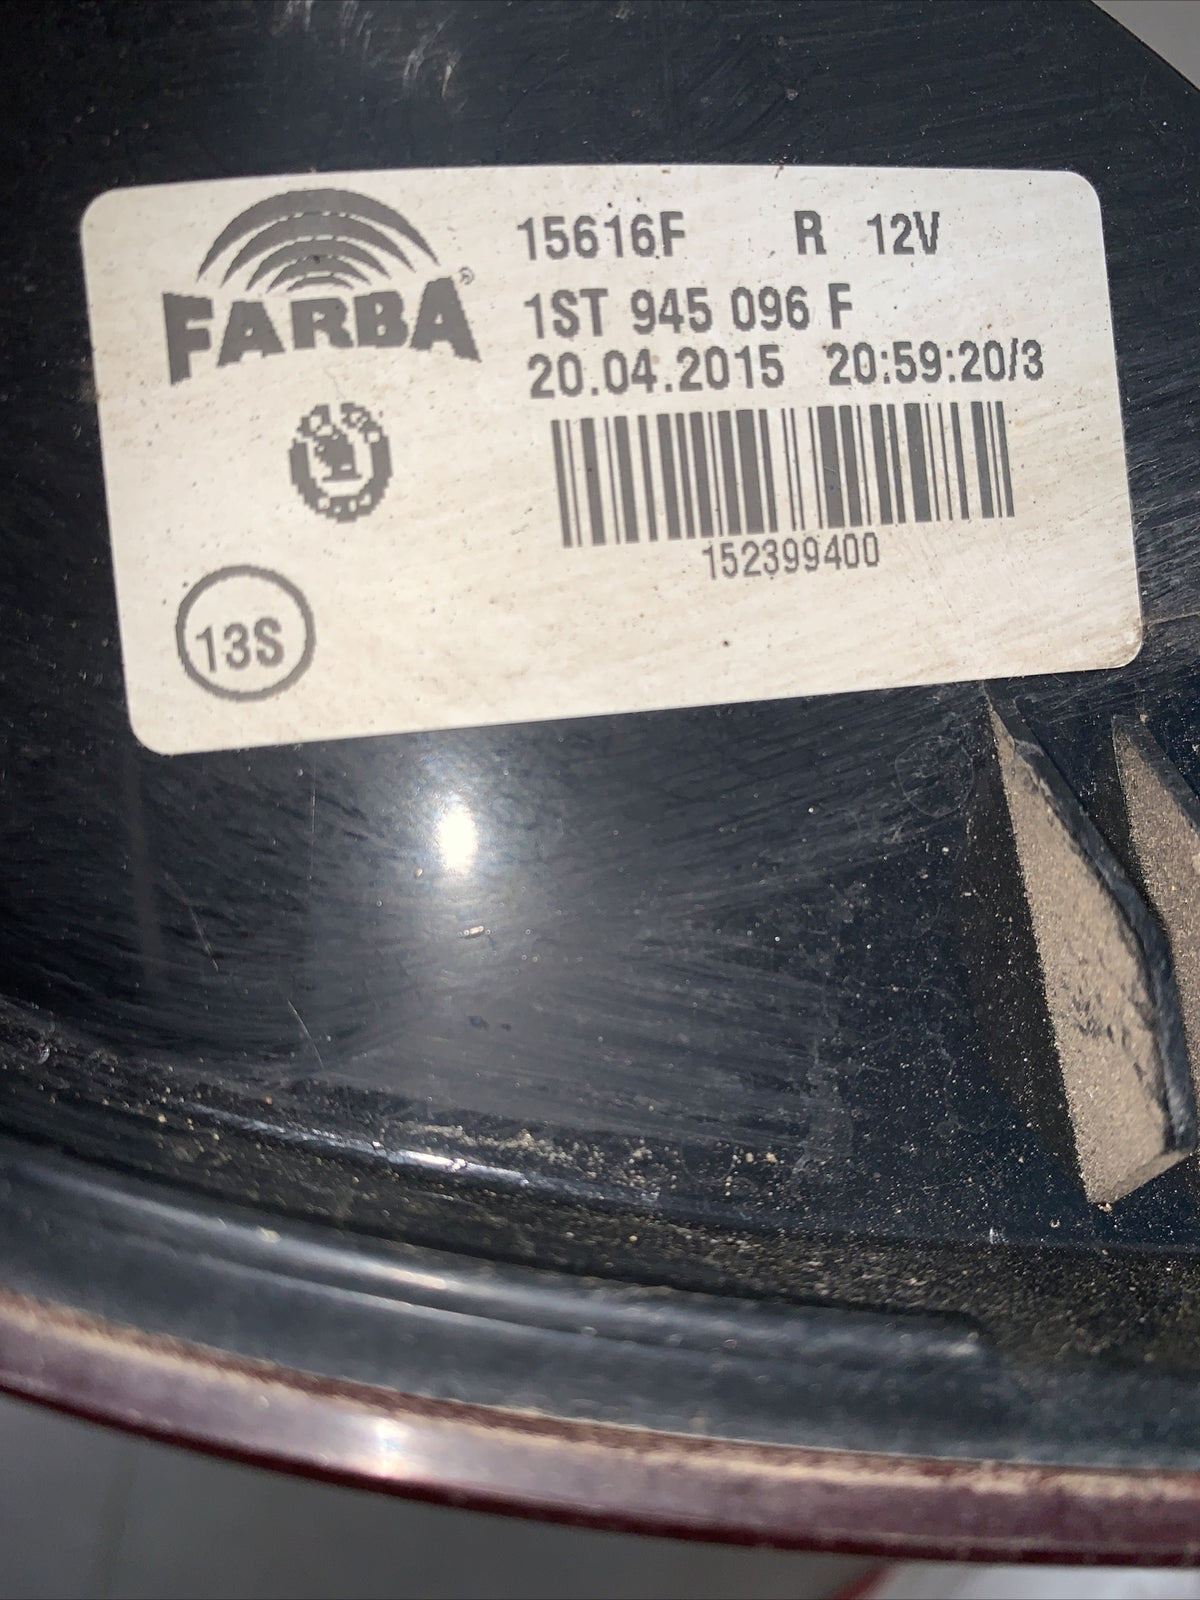 FARBA®
15616F R 12V
1ST 945 096 F
20.04.2015 20:59:20/3
152399400
13S